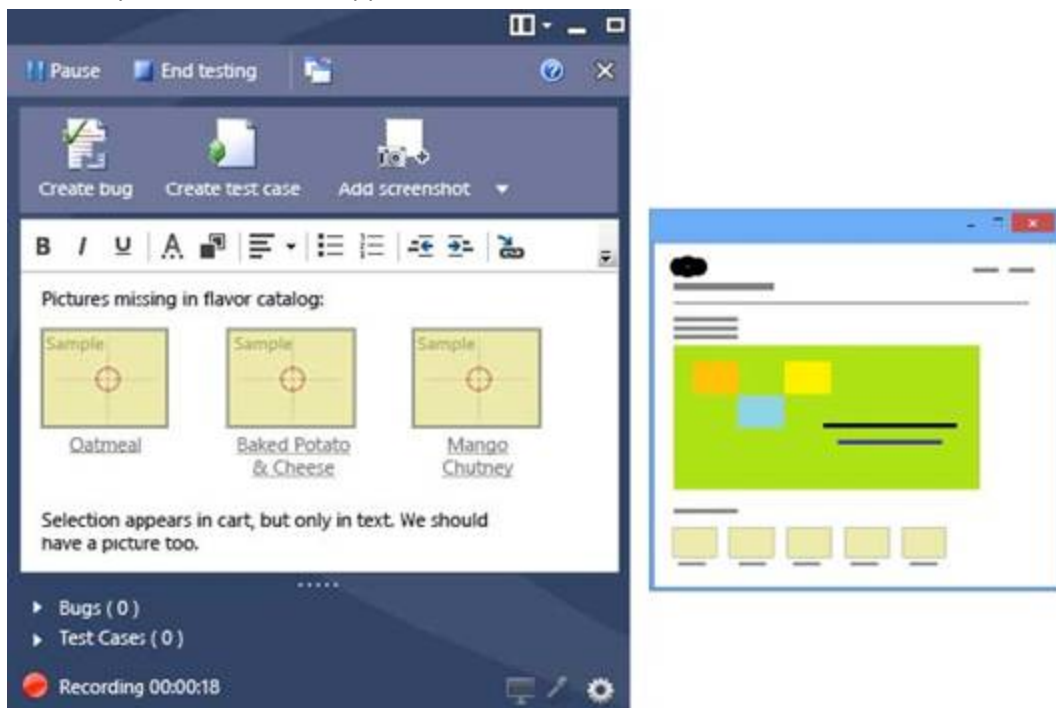 Pause End testing
Create bug Create test case Add screenshot
B I U A
Pictures missing in flavor catalog:
Sample Sample Sample
Oatmeal Baked Potato Mango
& Cheese Chutney
Selection appears in cart, but only in text. We should
have a picture too.
Bugs ( 0 )
Test Cases ( 0 )
Recording 00:00:18